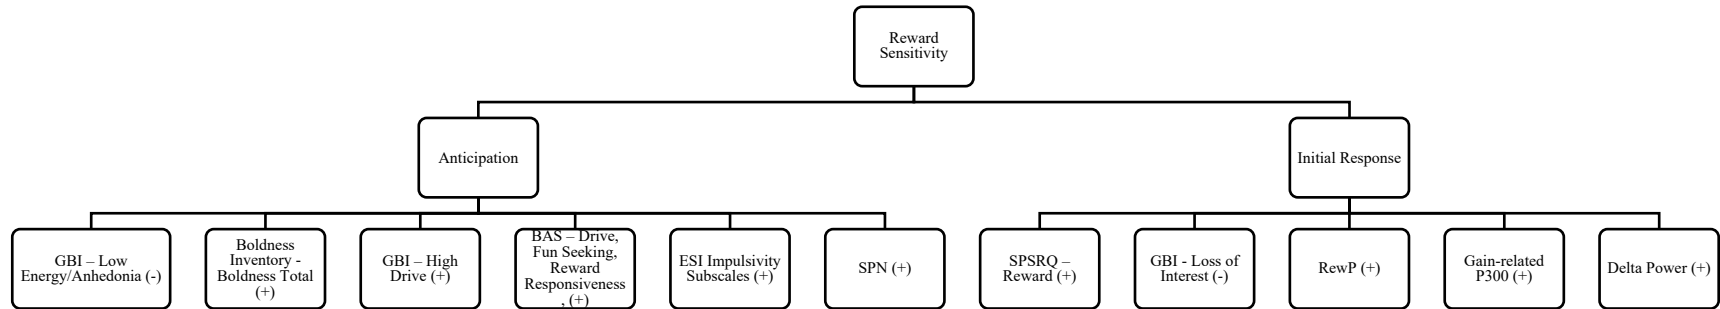 Reward
Sensitivity
Anticipation
Initial Response
GBI – Low
Energy/Anhedonia (-)
Boldness
Inventory -
Boldness Total
(+)
GBI – High
Drive (+)
BAS – Drive,
Fun Seeking,
Reward
Responsiveness
, (+)
ESI Impulsivity
Subscales (+)
SPN (+)
SPSRQ –
Reward (+)
GBI - Loss of
Interest (-)
RewP (+)
Gain-related
P300 (+)
Delta Power (+)